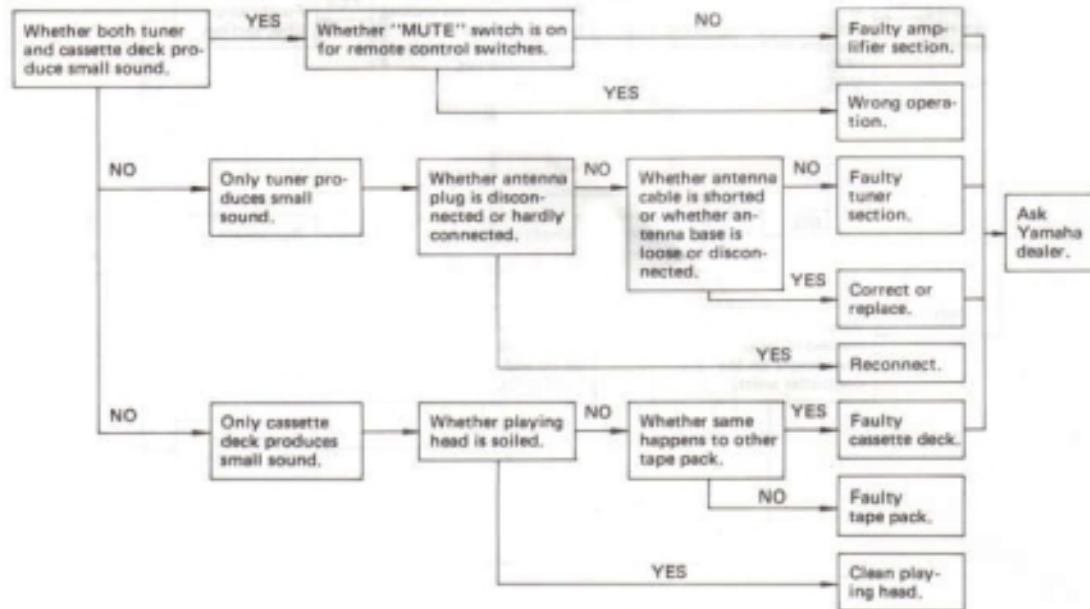 Whether both tuner
and cassette deck pro-
duce small sound.
YES
Whether "MUTE" switch is on
for remote control switches.
NO
Faulty amp-
lifier section.
YES
Wrong opera-
tion.
NO
Only tuner pro-
duces small
sound.
Whether antenna
plug is discon-
nected or hardly
connected.
NO
Whether antenna
cable is shorted
or whether an-
tenna base is
loose or discon-
nected.
NO
Faulty
tuner
section.
Ask
Yamaha
dealer.
YES
Correct or
replace.
YES
Reconnect.
NO
Only cassette
deck produces
small sound.
Whether playing
head is soiled.
NO
Whether same
happens to other
tape pack.
YES
Faulty
cassette deck.
NO
Faulty
tape pack.
YES
Clean play-
ing head.